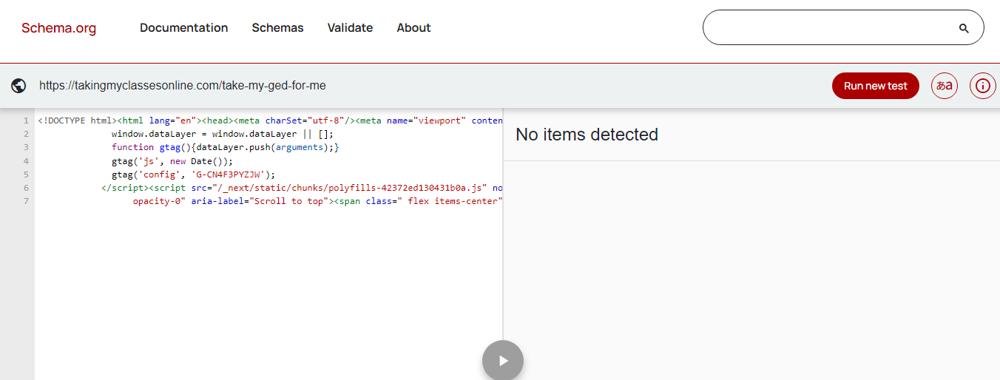 Schema.org Documentation Schemas Validate About
https://takingmyclassesonline.com/take-my-ged-for-me Run new test あa
1 <!DOCTYPE html><html lang="en"><head><meta charSet="utf-8"/><meta name="viewport" conten
2 window.dataLayer = window.dataLayer || [];
3 function gtag(){dataLayer.push(arguments);}
4 gtag('js', new Date());
5 gtag('config', 'G-CN4F3PYZJW');
6 </script><script src="/_next/static/chunks/polyfills-42372ed130431b0a.js" no
7 opacity-0" aria-label="Scroll to top"><span class=" flex items-center"
No items detected